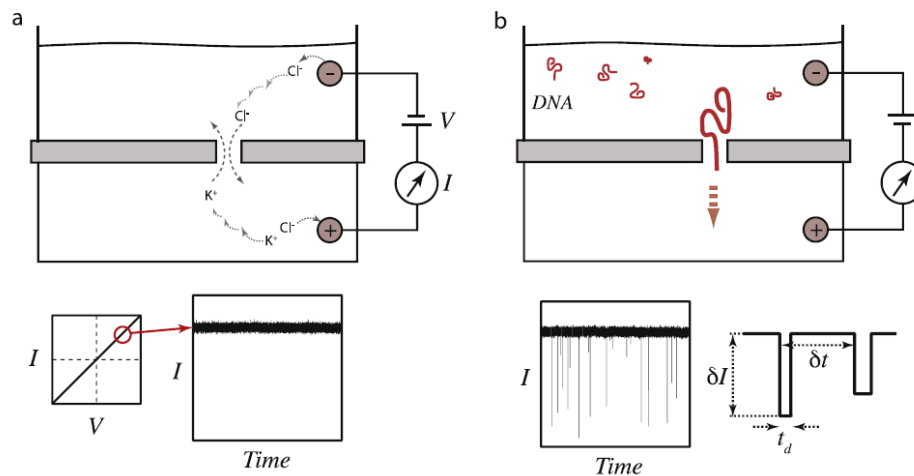 a
Cl⁻
−
Cl⁻
V
I
K⁺
Cl⁻
K⁺
+
I
V
I
Time
b
DNA
−
+
I
Time
δI
δt
t_d